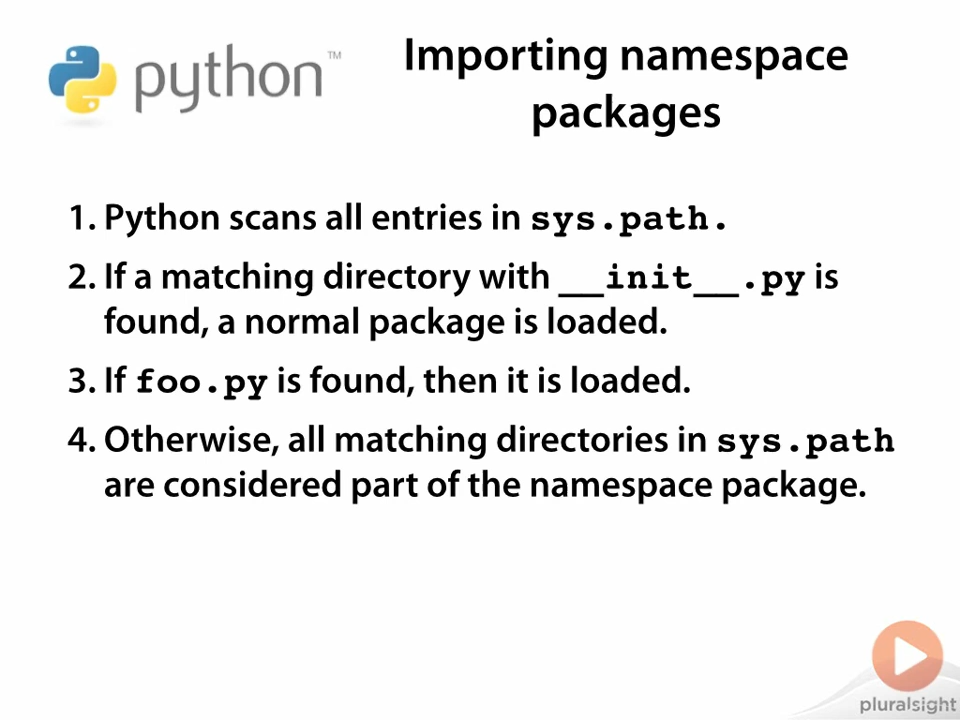 python™
Importing namespace
packages
1. Python scans all entries in sys.path.
2. If a matching directory with __init__.py is
found, a normal package is loaded.
3. If foo.py is found, then it is loaded.
4. Otherwise, all matching directories in sys.path
are considered part of the namespace package.
pluralsight